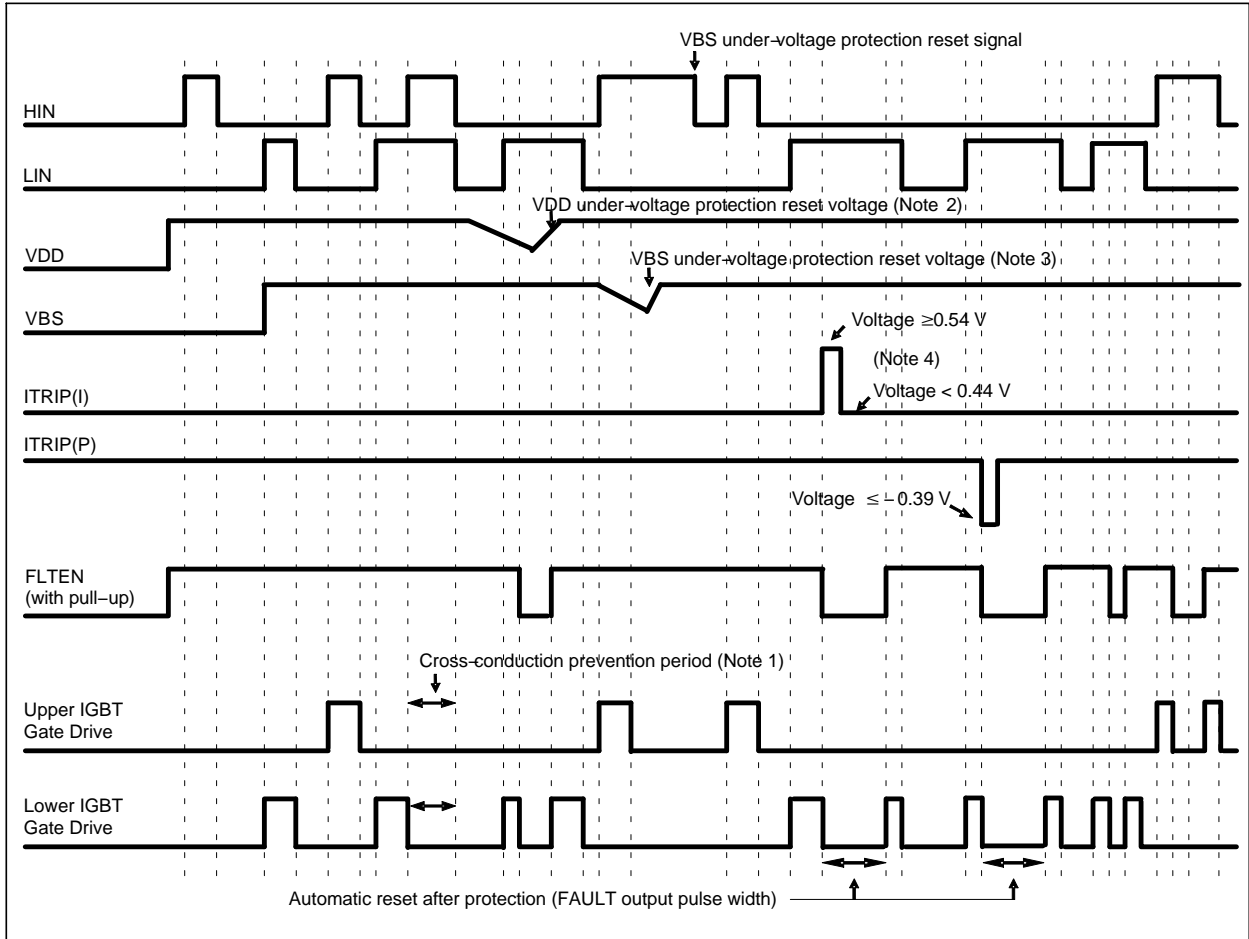 VBS under-voltage protection reset signal
HIN
LIN
VDD under-voltage protection reset voltage (Note 2)
VDD
VBS under-voltage protection reset voltage (Note 3)
VBS
Voltage ≥0.54 V
(Note 4)
Voltage < 0.44 V
ITRIP(I)
ITRIP(P)
Voltage ≤ −0.39 V
FLTEN
(with pull−up)
Cross−conduction prevention period (Note 1)
Upper IGBT
Gate Drive
Lower IGBT
Gate Drive
Automatic reset after protection (FAULT output pulse width)